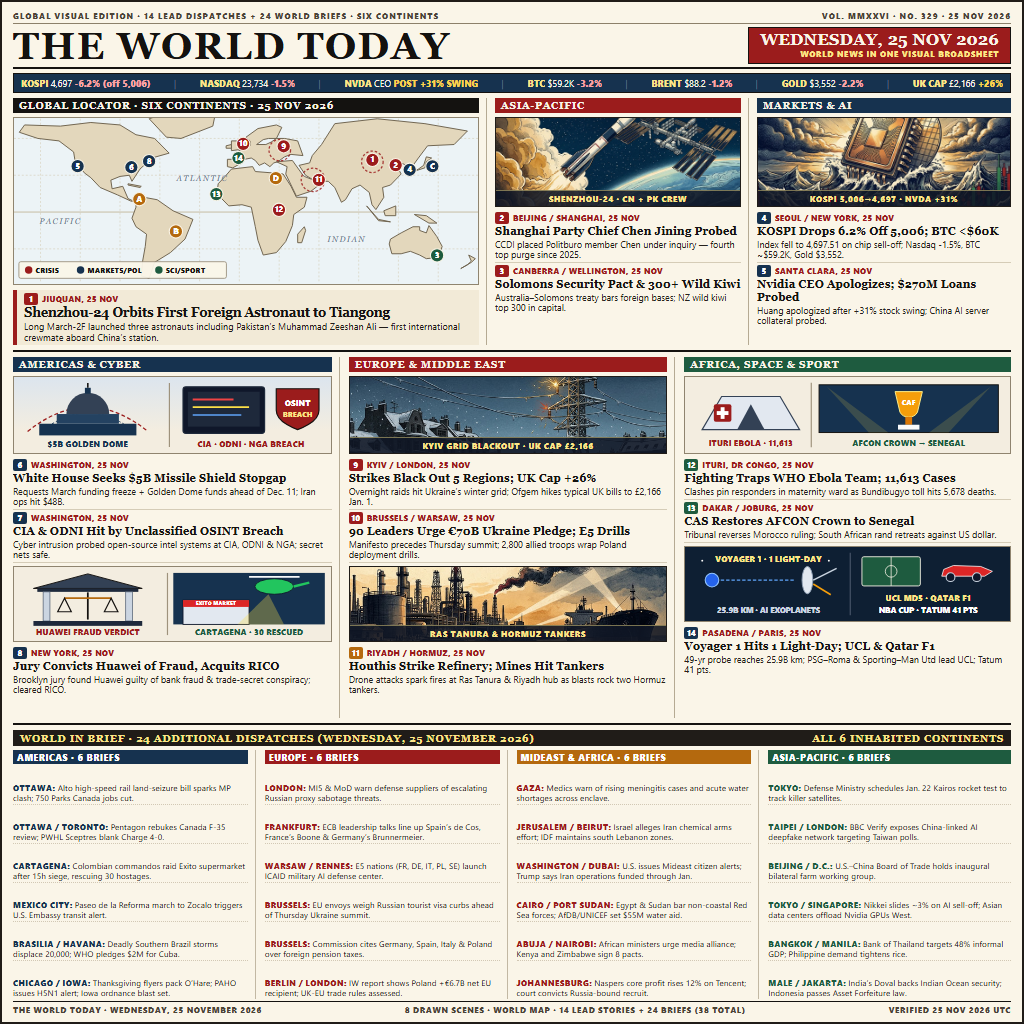 GLOBAL VISUAL EDITION · 14 LEAD DISPATCHES + 24 WORLD BRIEFS · SIX CONTINENTS
VOL. MMXXVI · NO. 329 · 25 NOV 2026
THE WORLD TODAY
WEDNESDAY, 25 NOV 2026
WORLD NEWS IN ONE VISUAL BROADSHEET
KOSPI 4,697 -6.2% (off 5,006) | NASDAQ 23,734 -1.5% | NVDA CEO POST +31% SWING | BTC $59.2K -3.2% | BRENT $88.2 -1.2% | GOLD $3,552 -2.2% | UK CAP £2,166 +26%
GLOBAL LOCATOR · SIX CONTINENTS · 25 NOV 2026
5
6
8
A
B
10
14
9
ATLANTIC
13
D
11
12
1
2
4
C
PACIFIC
INDIAN
3
CRISIS
MARKETS/POL
SCI/SPORT
1 JIUQUAN, 25 NOV
Shenzhou-24 Orbits First Foreign Astronaut to Tiangong
Long March-2F launched three astronauts including Pakistan's Muhammad Zeeshan Ali — first international
crewmate aboard China's station.
ASIA-PACIFIC
SHENZHOU-24 · CN + PK CREW
2 BEIJING / SHANGHAI, 25 NOV
Shanghai Party Chief Chen Jining Probed
CCDI placed Politburo member Chen under inquiry — fourth
top purge since 2025.
3 CANBERRA / WELLINGTON, 25 NOV
Solomons Security Pact & 300+ Wild Kiwi
Australia–Solomons treaty bars foreign bases; NZ wild kiwi
top 300 in capital.
MARKETS & AI
KOSPI 5,006→4,697 · NVDA +31%
4 SEOUL / NEW YORK, 25 NOV
KOSPI Drops 6.2% Off 5,006; BTC <$60K
Index fell to 4,697.51 on chip sell-off; Nasdaq -1.5%, BTC
~$59.2K, Gold $3,552.
5 SANTA CLARA, 25 NOV
Nvidia CEO Apologizes; $270M Loans
Probed
Huang apologized after +31% stock swing; China AI server
collateral probed.
AMERICAS & CYBER
$5B GOLDEN DOME
OSINT
BREACH
CIA · ODNI · NGA BREACH
6 WASHINGTON, 25 NOV
White House Seeks $5B Missile Shield Stopgap
Requests March funding freeze + Golden Dome funds ahead of Dec. 11; Iran
ops hit $48B.
7 WASHINGTON, 25 NOV
CIA & ODNI Hit by Unclassified OSINT Breach
Cyber intrusion probed open-source intel systems at CIA, ODNI & NGA; secret
nets safe.
HUAWEI FRAUD VERDICT
EXITO MARKET
CARTAGENA · 30 RESCUED
8 NEW YORK, 25 NOV
Jury Convicts Huawei of Fraud, Acquits RICO
Brooklyn jury found Huawei guilty of bank fraud & trade-secret conspiracy;
cleared RICO.
EUROPE & MIDDLE EAST
KYIV GRID BLACKOUT · UK CAP £2,166
9 KYIV / LONDON, 25 NOV
Strikes Black Out 5 Regions; UK Cap +26%
Overnight raids hit Ukraine's winter grid; Ofgem hikes typical UK bills to £2,166
Jan. 1.
10 BRUSSELS / WARSAW, 25 NOV
90 Leaders Urge €70B Ukraine Pledge; E5 Drills
Manifesto precedes Thursday summit; 2,800 allied troops wrap Poland
deployment drills.
RAS TANURA & HORMUZ TANKERS
11 RIYADH / HORMUZ, 25 NOV
Houthis Strike Refinery; Mines Hit Tankers
Drone attacks spark fires at Ras Tanura & Riyadh hub as blasts rock two Hormuz
tankers.
AFRICA, SPACE & SPORT
ITURI EBOLA · 11,613
CAF
AFCON CROWN → SENEGAL
12 ITURI, DR CONGO, 25 NOV
Fighting Traps WHO Ebola Team; 11,613 Cases
Clashes pin responders in maternity ward as Bundibugyo toll hits 5,678 deaths.
13 DAKAR / JOBURG, 25 NOV
CAS Restores AFCON Crown to Senegal
Tribunal reverses Morocco ruling; South African rand retreats against US dollar.
VOYAGER 1 · 1 LIGHT-DAY
25.9B KM · AI EXOPLANETS
UCL MD5 · QATAR F1
NBA CUP · TATUM 41 PTS
14 PASADENA / PARIS, 25 NOV
Voyager 1 Hits 1 Light-Day; UCL & Qatar F1
49-yr probe reaches 25.9B km; PSG–Roma & Sporting–Man Utd lead UCL; Tatum
41 pts.
WORLD IN BRIEF · 24 ADDITIONAL DISPATCHES (WEDNESDAY, 25 NOVEMBER 2026)
ALL 6 INHABITED CONTINENTS
AMERICAS · 6 BRIEFS
OTTAWA: Alto high-speed rail land-seizure bill sparks MP
clash; 750 Parks Canada jobs cut.
OTTAWA / TORONTO: Pentagon rebukes Canada F-35
review; PWHL Sceptres blank Charge 4-0.
CARTAGENA: Colombian commandos raid Exito supermarket
after 15h siege, rescuing 30 hostages.
MEXICO CITY: Paseo de la Reforma march to Zocalo triggers
U.S. Embassy transit alert.
BRASILIA / HAVANA: Deadly Southern Brazil storms
displace 20,000; WHO pledges $2M for Cuba.
CHICAGO / IOWA: Thanksgiving flyers pack O'Hare; PAHO
issues H5N1 alert; Iowa ordnance blast set.
EUROPE · 6 BRIEFS
LONDON: MI5 & MoD warn defense suppliers of escalating
Russian proxy sabotage threats.
FRANKFURT: ECB leadership talks line up Spain's de Cos,
France's Boone & Germany's Brunnermeier.
WARSAW / RENNES: E5 nations (FR, DE, IT, PL, SE) launch
ICAID military AI defense center.
BRUSSELS: EU envoys weigh Russian tourist visa curbs ahead
of Thursday Ukraine summit.
BRUSSELS: Commission cites Germany, Spain, Italy & Poland
over foreign pension taxes.
BERLIN / LONDON: IW report shows Poland +€6.7B net EU
recipient; UK-EU trade rules assessed.
MIDEAST & AFRICA · 6 BRIEFS
GAZA: Medics warn of rising meningitis cases and acute water
shortages across enclave.
JERUSALEM / BEIRUT: Israel alleges Iran chemical arms
effort; IDF maintains south Lebanon zones.
WASHINGTON / DUBAI: U.S. issues Mideast citizen alerts;
Trump says Iran operations funded through Jan.
CAIRO / PORT SUDAN: Egypt & Sudan bar non-coastal Red
Sea forces; AfDB/UNICEF set $55M water aid.
ABUJA / NAIROBI: African ministers urge media alliance;
Kenya and Zimbabwe sign 8 pacts.
JOHANNESBURG: Naspers core profit rises 12% on Tencent;
court convicts Russia-bound recruit.
ASIA-PACIFIC · 6 BRIEFS
TOKYO: Defense Ministry schedules Jan. 22 Kairos rocket test to
track killer satellites.
TAIPEI / LONDON: BBC Verify exposes China-linked AI
deepfake network targeting Taiwan polls.
BEIJING / D.C.: U.S.-China Board of Trade holds inaugural
bilateral farm working group.
TOKYO / SINGAPORE: Nikkei slides ~3% on AI sell-off; Asian
data centers offload Nvidia GPUs West.
BANGKOK / MANILA: Bank of Thailand targets 48% informal
GDP; Philippine demand tightens rice.
MALE / JAKARTA: India's Doval backs Indian Ocean security;
Indonesia passes Asset Forfeiture law.
THE WORLD TODAY · WEDNESDAY, 25 NOVEMBER 2026
8 DRAWN SCENES · WORLD MAP · 14 LEAD STORIES + 24 BRIEFS (38 TOTAL)
VERIFIED 25 NOV 2026 UTC